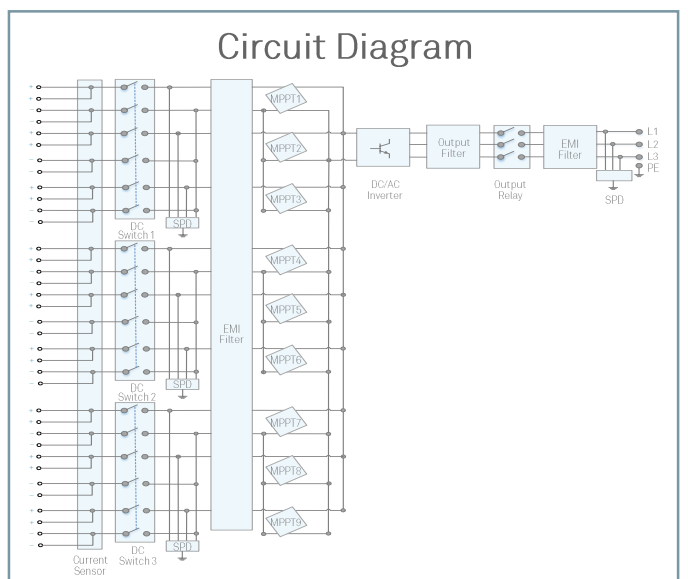 Circuit Diagram
+
+
−
−
+
+
−
−
+
+
−
−
DC
Switch 1
SPD
+
+
−
−
+
+
−
−
+
+
−
−
DC
Switch 2
SPD
+
+
−
−
+
+
−
−
+
+
−
−
DC
Switch 3
SPD
Current
Sensor
EMI
Filter
MPPT1
MPPT2
MPPT3
MPPT4
MPPT5
MPPT6
MPPT7
MPPT8
MPPT9
DC/AC
Inverter
Output
Filter
Output
Relay
EMI
Filter
L1
L2
L3
PE
SPD